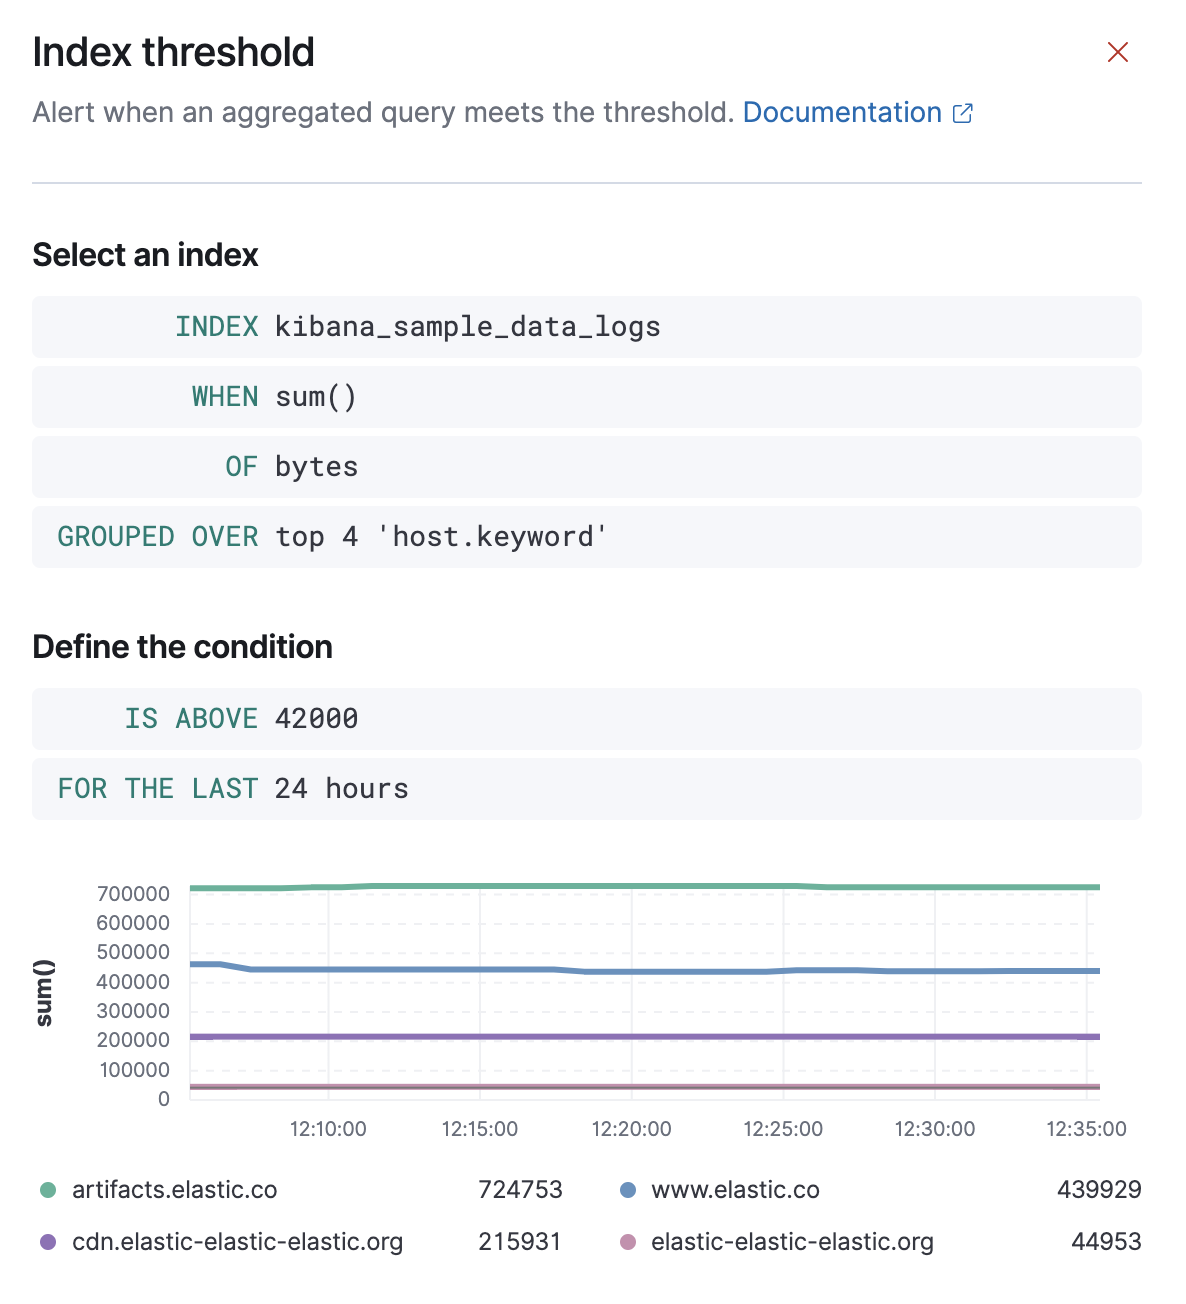 Index threshold
Alert when an aggregated query meets the threshold. Documentation
Select an index
INDEX kibana_sample_data_logs
WHEN sum()
OF bytes
GROUPED OVER top 4 'host.keyword'
Define the condition
IS ABOVE 42000
FOR THE LAST 24 hours
sum()
700000
600000
500000
400000
300000
200000
100000
0
12:10:00 12:15:00 12:20:00 12:25:00 12:30:00 12:35:00
artifacts.elastic.co 724753 www.elastic.co 439929
cdn.elastic-elastic-elastic.org 215931 elastic-elastic-elastic.org 44953